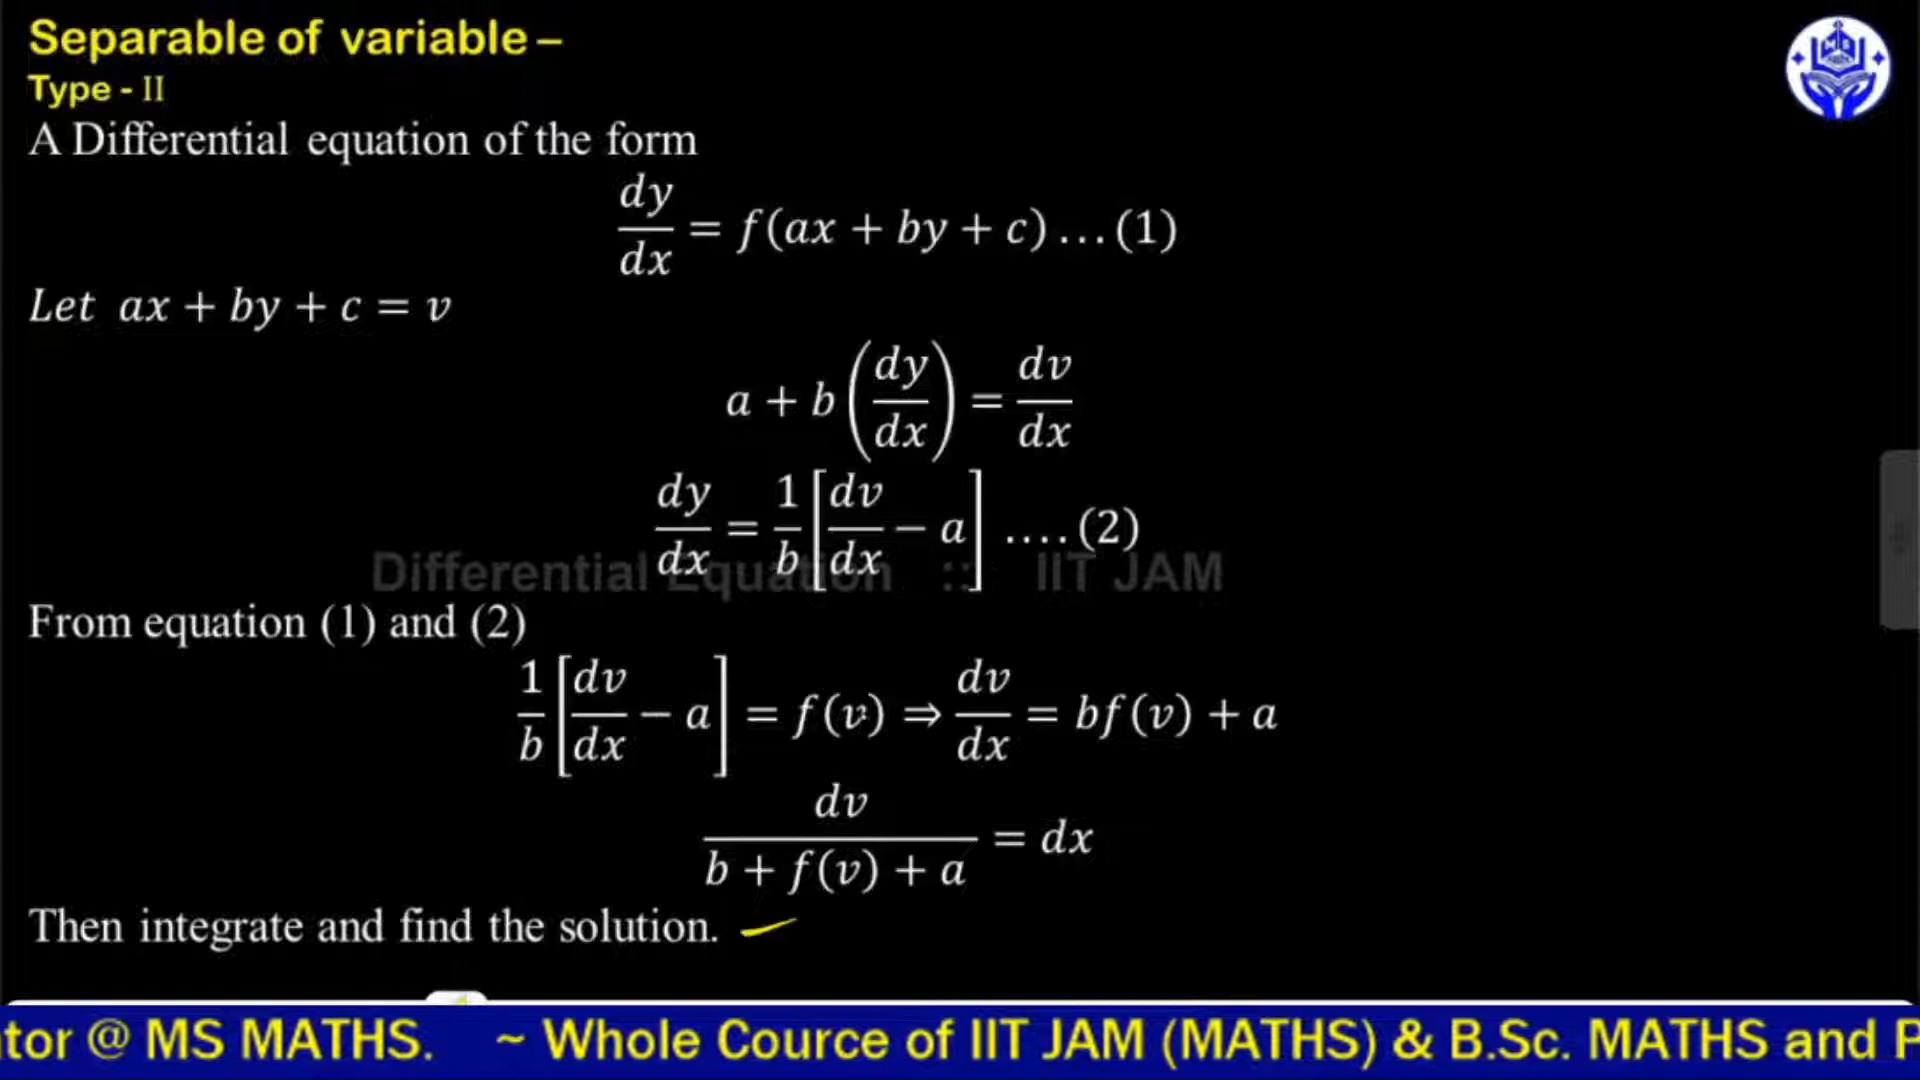 Separable of variable –
Type - II
A Differential equation of the form
dy/dx = f(ax + by + c) … (1)
Let ax + by + c = v
a + b(dy/dx) = dv/dx
dy/dx = 1/b[dv/dx − a] .... (2)
Differential Equation :: IIT JAM
From equation (1) and (2)
1/b[dv/dx − a] = f(v) ⇒ dv/dx = bf(v) + a
dv/(b + f(v) + a) = dx
Then integrate and find the solution.
tor @ MS MATHS. ~ Whole Cource of IIT JAM (MATHS) & B.Sc. MATHS and P